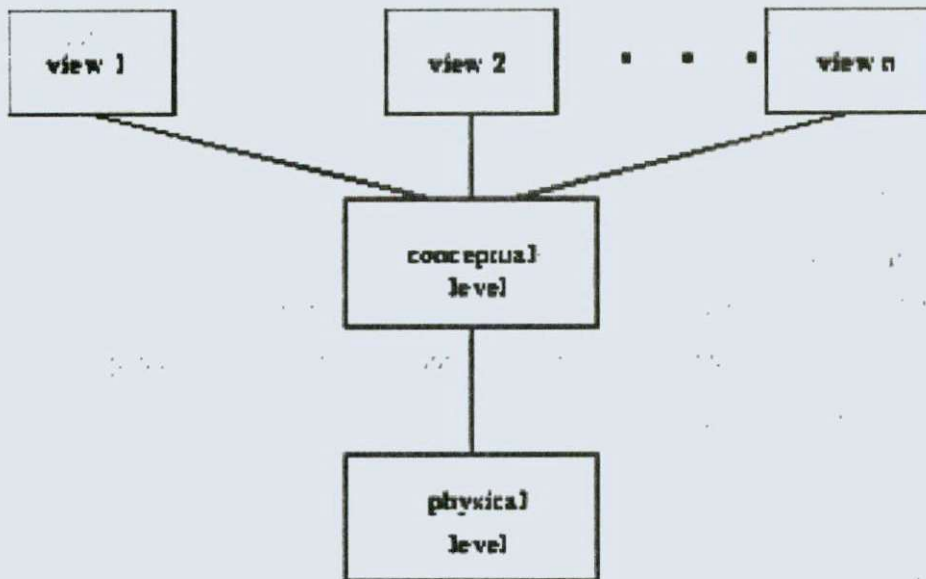 view 1
view 2
view n
conceptual
level
physical
level